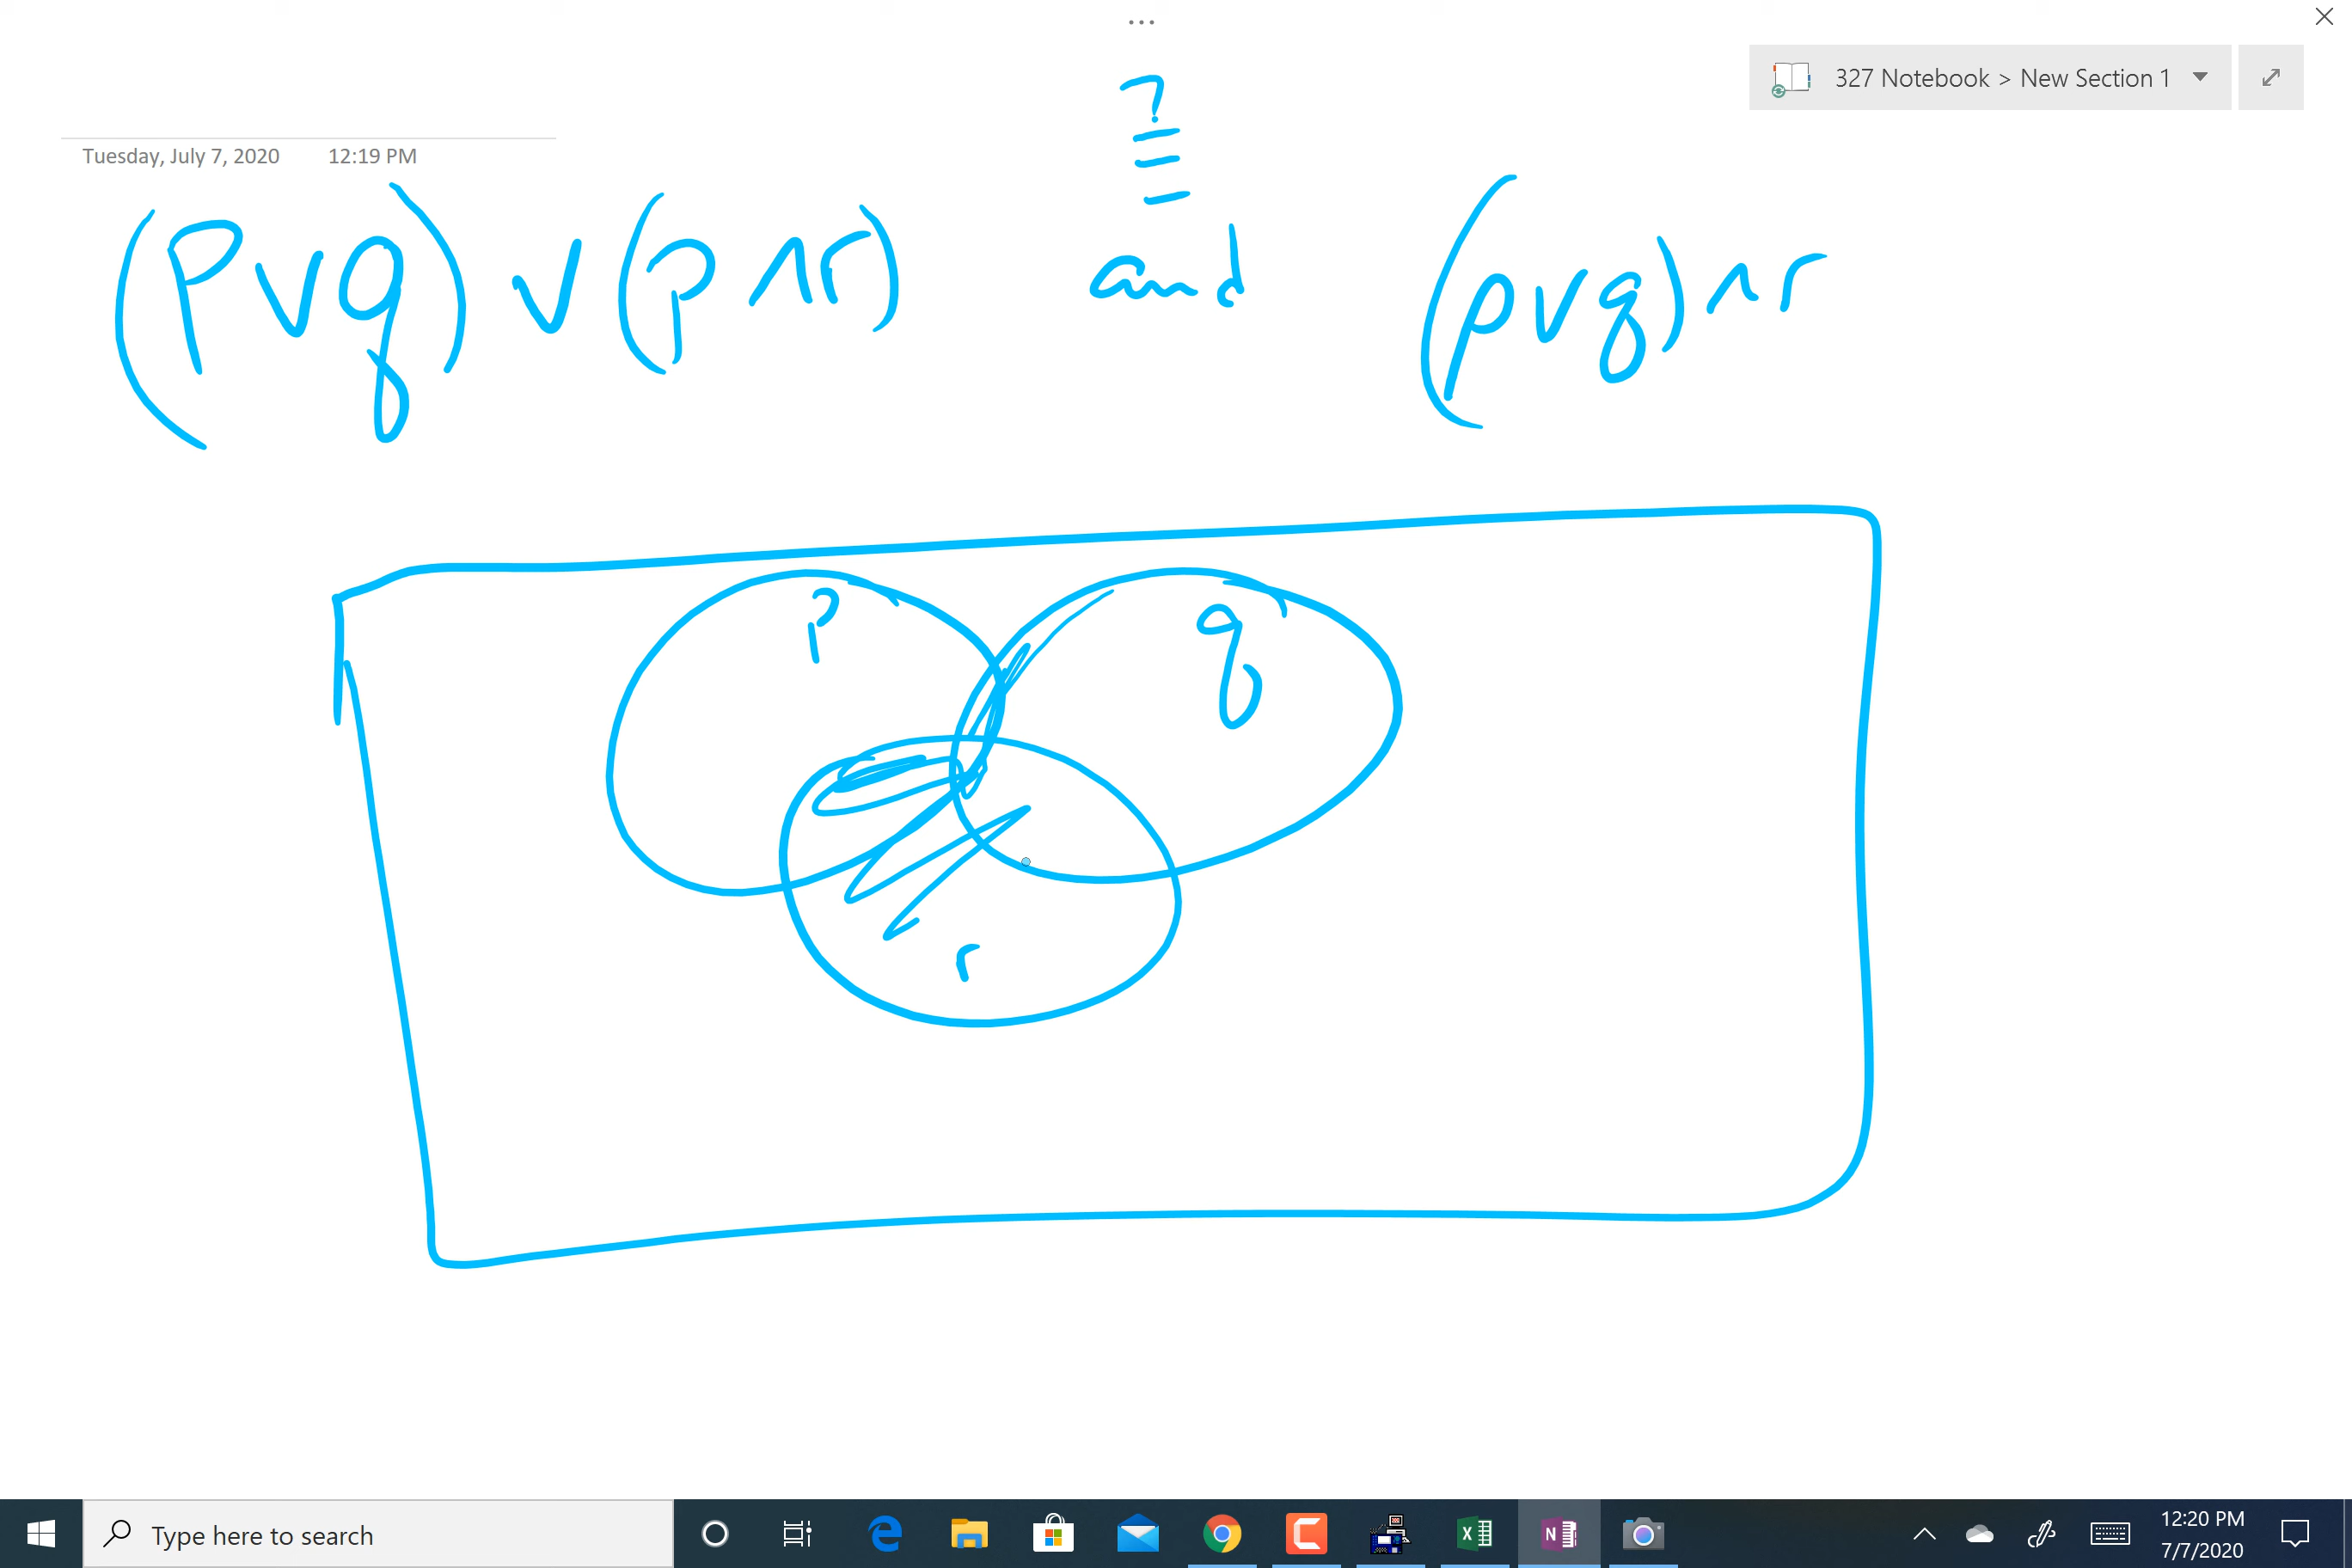 ...
327 Notebook > New Section 1
?
≡
Tuesday, July 7, 2020 12:19 PM
(p∨q)∨(p∧r) and (p∨q)∧r
p
q
r
Type here to search
12:20 PM
7/7/2020